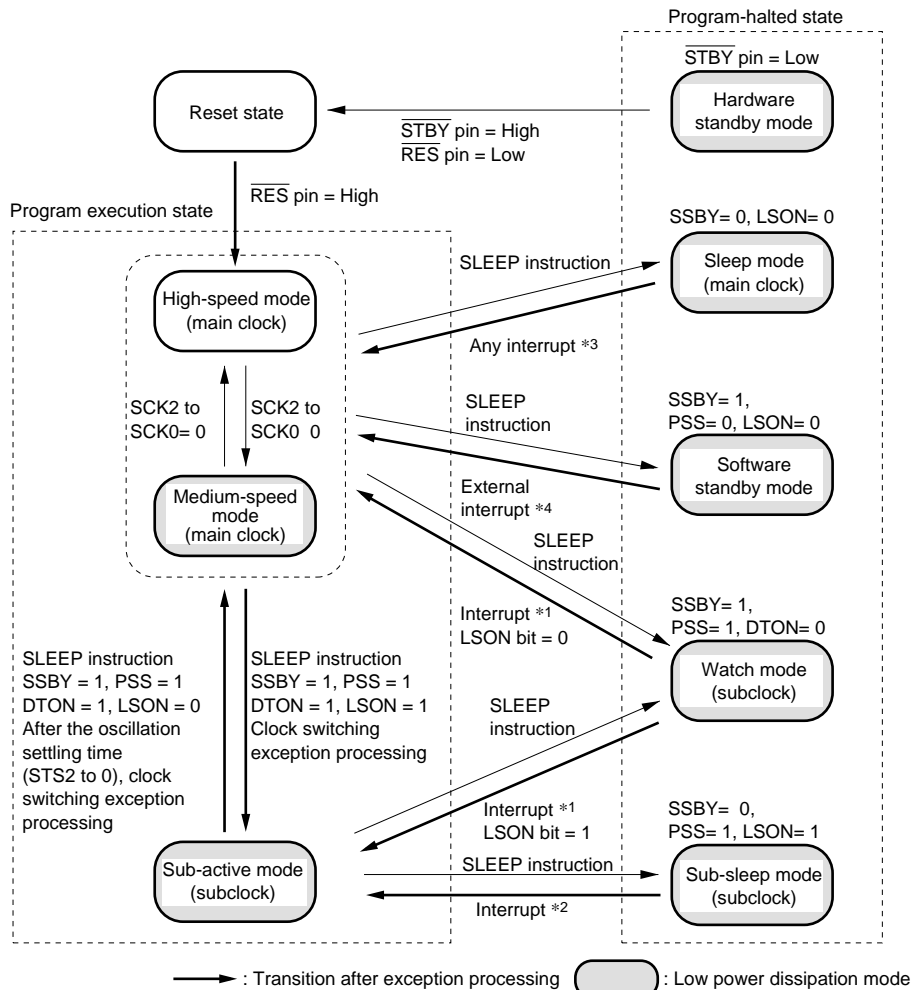 Program-halted state
STBY pin = Low
Reset state
Hardware
standby mode
STBY pin = High
RES pin = Low
RES pin = High
Program execution state
SSBY= 0, LSON= 0
SLEEP instruction
Sleep mode
(main clock)
High-speed mode
(main clock)
Any interrupt *3
SCK2 to
SCK0= 0
SCK2 to
SCK0 0
SLEEP
instruction
SSBY= 1,
PSS= 0, LSON= 0
Software
standby mode
Medium-speed
mode
(main clock)
External
interrupt *4
SLEEP
instruction
Interrupt *1
LSON bit = 0
SSBY= 1,
PSS= 1, DTON= 0
Watch mode
(subclock)
SLEEP instruction
SSBY = 1, PSS = 1
DTON = 1, LSON = 0
After the oscillation
settling time
(STS2 to 0), clock
switching exception
processing
SLEEP instruction
SSBY = 1, PSS = 1
DTON = 1, LSON = 1
Clock switching
exception processing
SLEEP
instruction
Interrupt *1
LSON bit = 1
SSBY= 0,
PSS= 1, LSON= 1
Sub-active mode
(subclock)
SLEEP instruction
Sub-sleep mode
(subclock)
Interrupt *2
: Transition after exception processing
: Low power dissipation mode